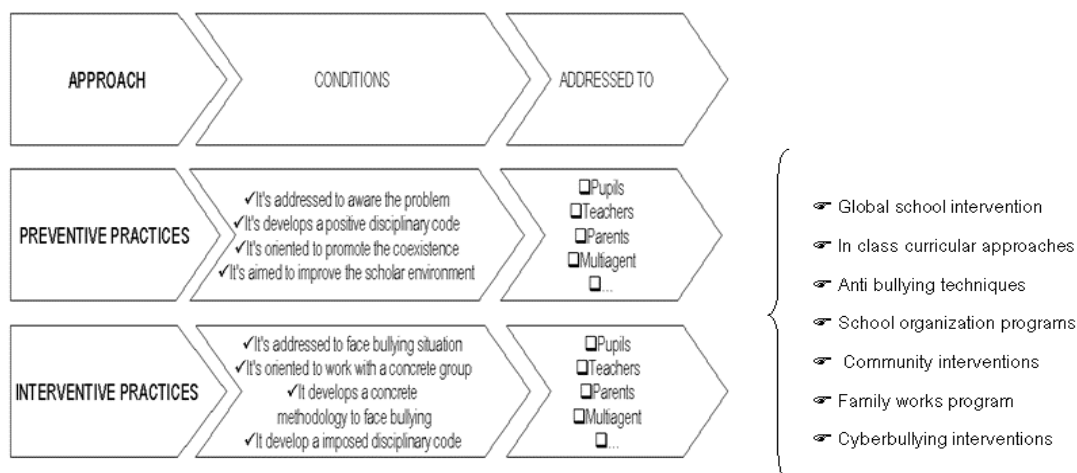 APPROACH
CONDITIONS
ADDRESSED TO
PREVENTIVE PRACTICES
✓It's addressed to aware the problem
✓It's develops a positive disciplinary code
✓It's oriented to promote the coexistence
✓It's aimed to improve the scholar environment
❑Pupils
❑Teachers
❑Parents
❑Multiagent
❑...
INTERVENTIVE PRACTICES
✓It's addressed to face bullying situation
✓It's oriented to work with a concrete group
✓It develops a concrete
methodology to face bullying
✓It develop a imposed disciplinary code
❑Pupils
❑Teachers
❑Parents
❑Multiagent
❑...
☞ Global school intervention
☞ In class curricular approaches
☞ Anti bullying techniques
☞ School organization programs
☞ Community interventions
☞ Family works program
☞ Cyberbullying interventions